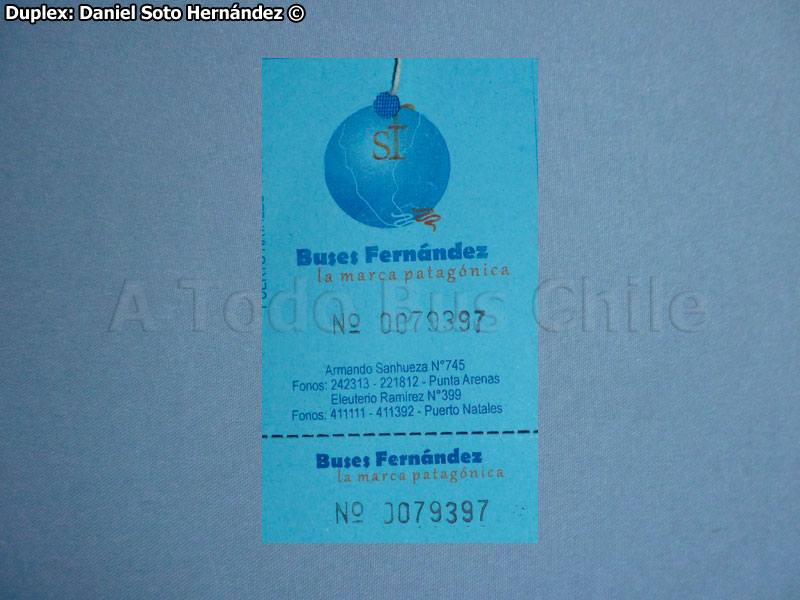 Duplex: Daniel Soto Hernández ©
SI
Buses Fernández
la marca patagónica
A Todo Bus Chile
Nº 0079397
Armando Sanhueza N°745
Fonos: 242313 - 221812 - Punta Arenas
Eleuterio Ramirez N°399
Fonos: 411111 - 411392 - Puerto Natales
Buses Fernández
la marca patagónica
Nº 0079397